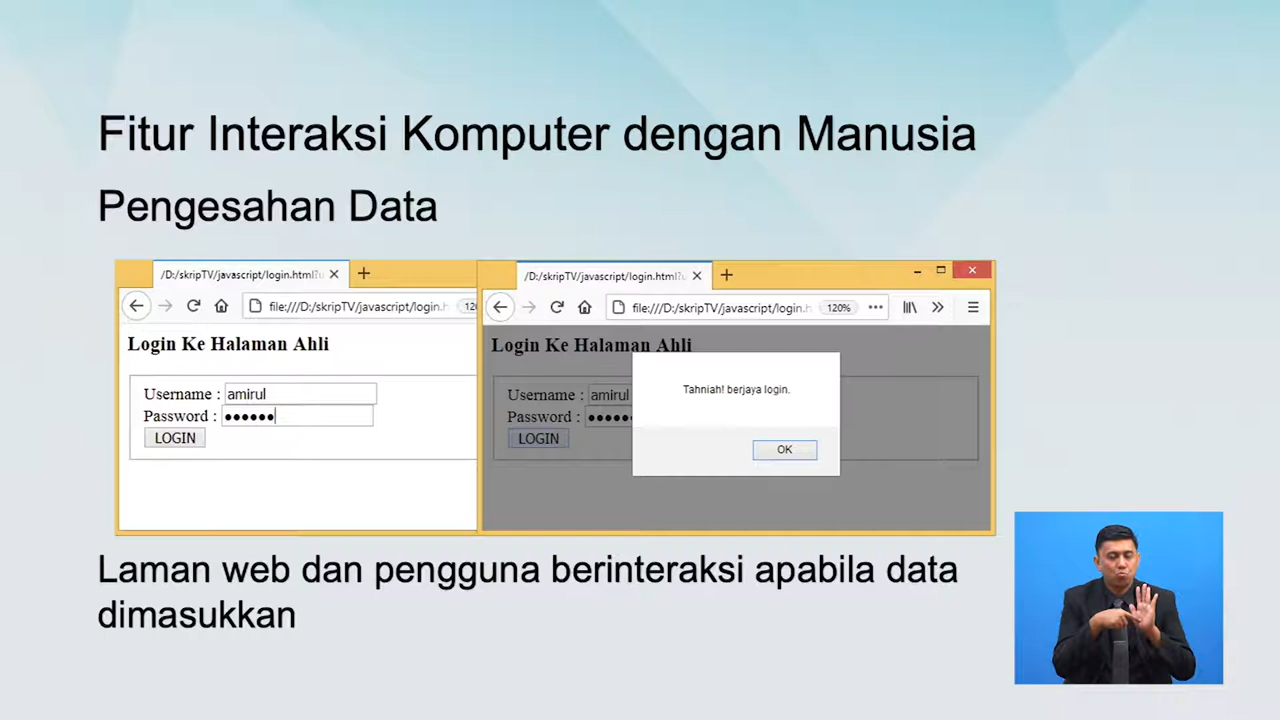 Fitur Interaksi Komputer dengan Manusia
Pengesahan Data
/D:/skripTV/javascript/login.html?u
file:///D:/skripTV/javascript/login.h
120
Login Ke Halaman Ahli
Username : amirul
Password : ••••••
LOGIN
/D:/skripTV/javascript/login.html?u
file:///D:/skripTV/javascript/login.h
120%
Login Ke Halaman Ahli
Username : amirul
Password : ••••••
LOGIN
Tahniah! berjaya login.
OK
Laman web dan pengguna berinteraksi apabila data
dimasukkan